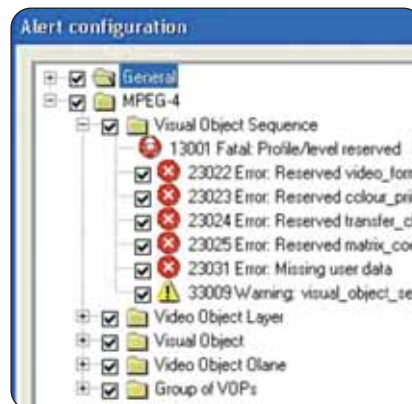 Alert configuration
General
MPEG-4
Visual Object Sequence
13001 Fatal: Profile/level reserved
23022 Error: Reserved video_form
23023 Error: Reserved colour_pri
23024 Error: Reserved transfer_c
23025 Error: Reserved matrix_coe
23031 Error: Missing user data
33009 Warning: visual_object_se
Video Object Layer
Visual Object
Video Object Olane
Group of VOPs